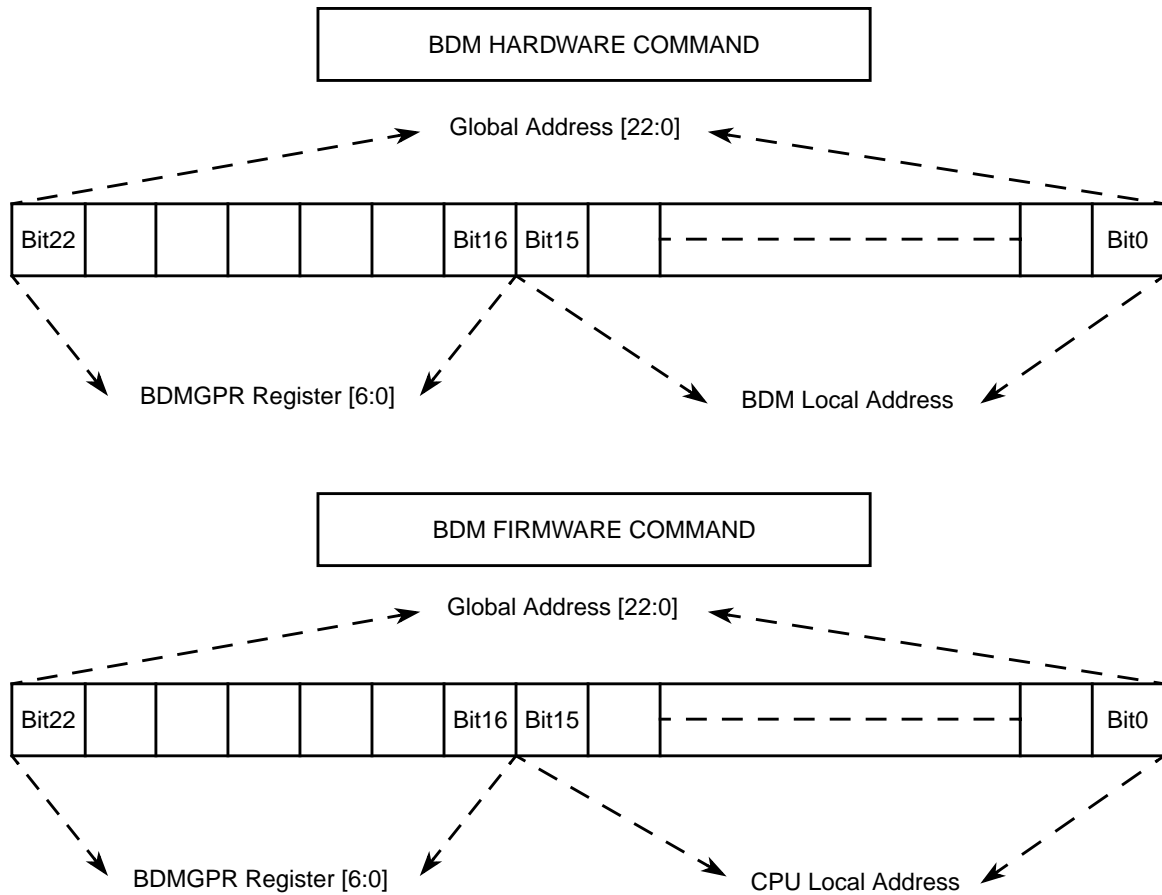 BDM HARDWARE COMMAND
Global Address [22:0]
Bit22 Bit16 Bit15 Bit0
BDMGPR Register [6:0] BDM Local Address
BDM FIRMWARE COMMAND
Global Address [22:0]
Bit22 Bit16 Bit15 Bit0
BDMGPR Register [6:0] CPU Local Address